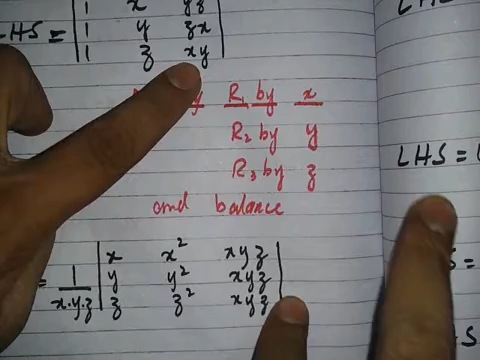 LHS = | 1 x yz |
| 1 y zx |
| 1 z xy |
R1 by x
R2 by y
R3 by z
and balance
= 1/x.y.z | x x² xyz |
| y y² xyz |
| z z² xyz |
LHS =